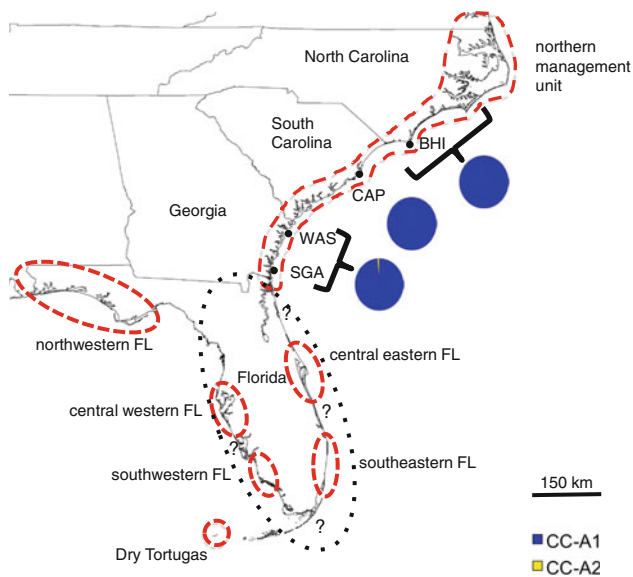 North Carolina
northern
management
unit
South
Carolina
BHI
CAP
Georgia
WAS
SGA
?
northwestern FL
central eastern FL
Florida
central western FL
?
?
southwestern FL
southeastern FL
150 km
?
Dry Tortugas
CC-A1
CC-A2